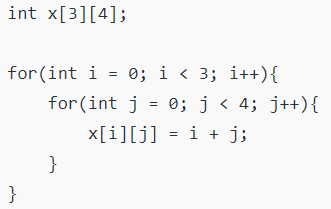 int x[3][4];
for(int i = 0; i < 3; i++){
    for(int j = 0; j < 4; j++){
        x[i][j] = i + j;
    }
}